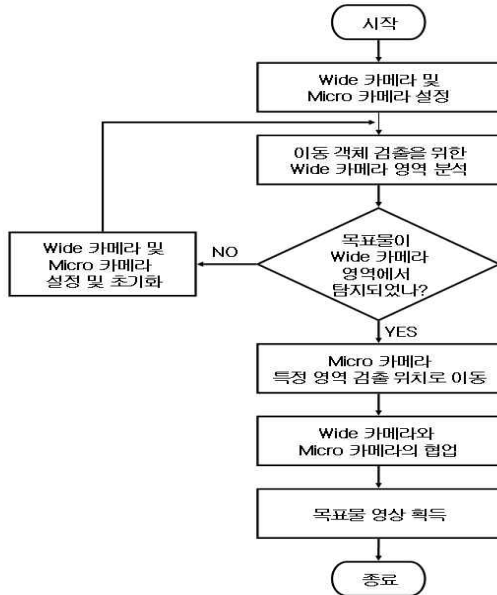 시작
Wide 카메라 및
Micro 카메라 설정
이동 객체 검출을 위한
Wide 카메라 영역 분석
목표물이
Wide 카메라
영역에서
탐지되었나?
NO
Wide 카메라 및
Micro 카메라
설정 및 초기화
YES
Micro 카메라
특정 영역 검출 위치로 이동
Wide 카메라와
Micro 카메라의 협업
목표물 영상 획득
종료